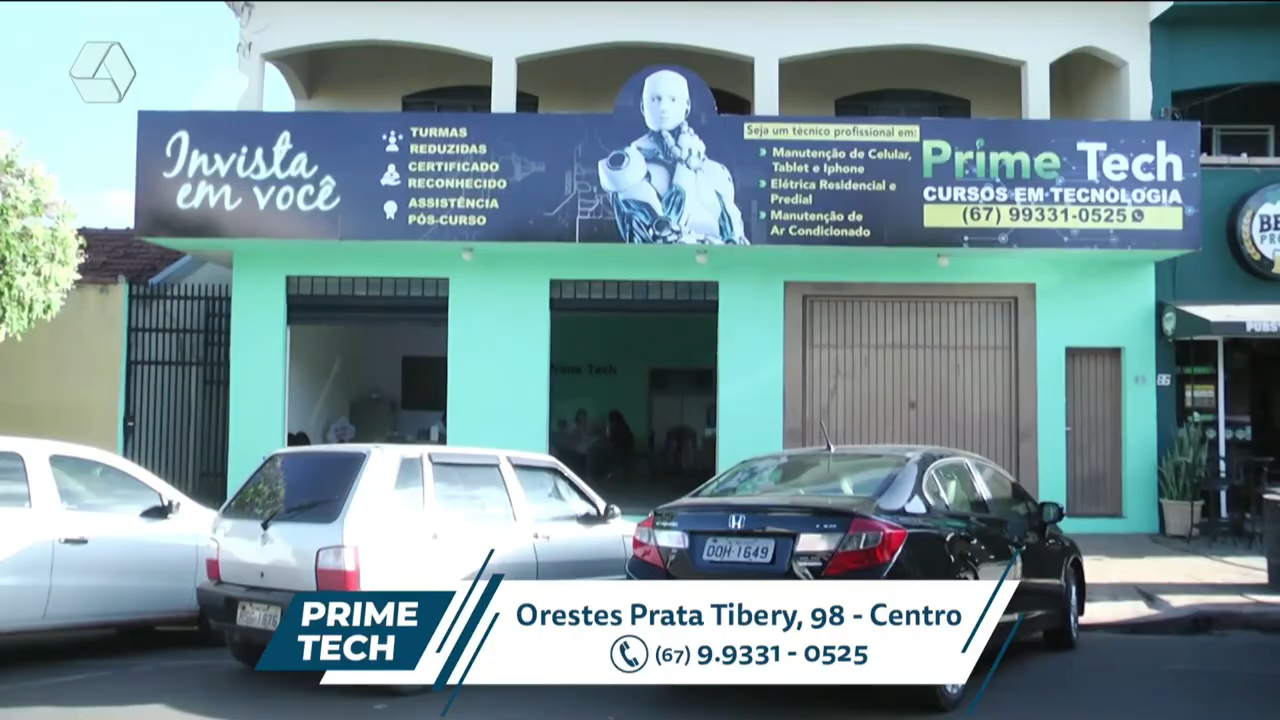 Invista
em você
TURMAS
REDUZIDAS
CERTIFICADO
RECONHECIDO
ASSISTÊNCIA
PÓS-CURSO
Seja um técnico profissional em:
Manutenção de Celular,
Tablet e Iphone
Elétrica Residencial e
Predial
Manutenção de
Ar Condicionado
Prime Tech
CURSOS EM TECNOLOGIA
(67) 99331-0525
Prime Tech
OOH-1649
PRIME
TECH
Orestes Prata Tibery, 98 - Centro
(67) 9.9331 - 0525